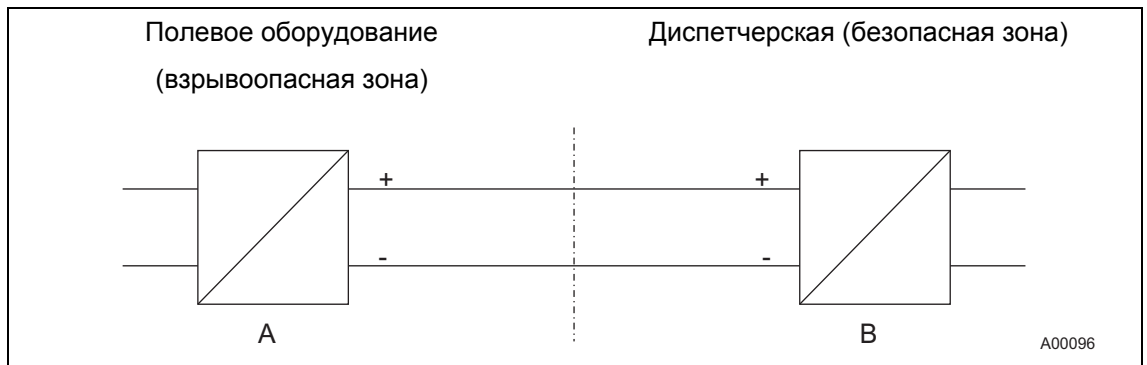 Полевое оборудование
(взрывоопасная зона)
Диспетчерская (безопасная зона)
+ +
- -
A B
A00096